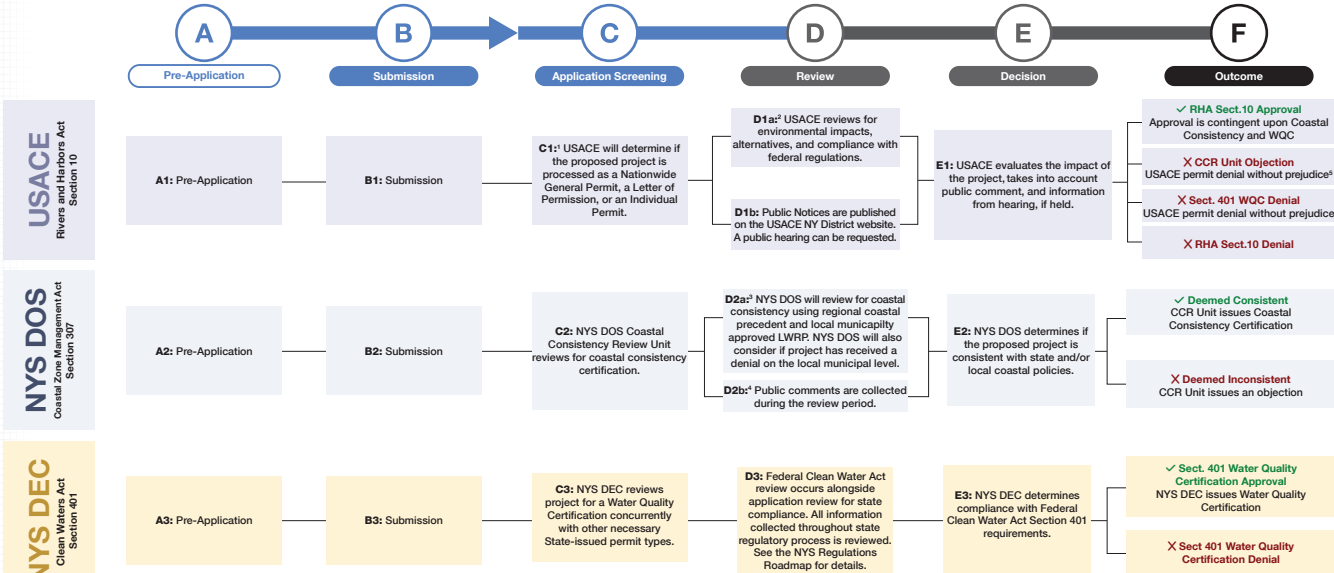 A
B
C
D
E
F
Pre-Application
Submission
Application Screening
Review
Decision
Outcome
USACE
Rivers and Harbors Act
Section 10
A1: Pre-Application
B1: Submission
C1:¹ USACE will determine if
the proposed project is
processed as a Nationwide
General Permit, a Letter of
Permission, or an Individual
Permit.
D1a:² USACE reviews for
environmental impacts,
alternatives, and compliance with
federal regulations.
D1b: Public Notices are published
on the USACE NY District website.
A public hearing can be requested.
E1: USACE evaluates the impact of
the project, takes into account
public comment, and information
from hearing, if held.
✓ RHA Sect.10 Approval
Approval is contingent upon Coastal
Consistency and WQC
X CCR Unit Objection
USACE permit denial without prejudice⁵
X Sect. 401 WQC Denial
USACE permit denial without prejudice
X RHA Sect.10 Denial
NYS DOS
Coastal Zone Management Act
Section 307
A2: Pre-Application
B2: Submission
C2: NYS DOS Coastal
Consistency Review Unit
reviews for coastal consistency
certification.
D2a:³ NYS DOS will review for coastal
consistency using regional coastal
precedent and local municapilty
approved LWRP. NYS DOS will also
consider if project has received a
denial on the local municipal level.
D2b:⁴ Public comments are collected
during the review period.
E2: NYS DOS determines if
the proposed project is
consistent with state and/or
local coastal policies.
✓ Deemed Consistent
CCR Unit issues Coastal
Consistency Certification
X Deemed Inconsistent
CCR Unit issues an objection
NYS DEC
Clean Waters Act
Section 401
A3: Pre-Application
B3: Submission
C3: NYS DEC reviews
project for a Water Quality
Certification concurrently
with other necessary
State-issued permit types.
D3: Federal Clean Water Act
review occurs alongside
application review for state
compliance. All information
collected throughout state
regulatory process is reviewed.
See the NYS Regulations
Roadmap for details.
E3: NYS DEC determines
compliance with Federal
Clean Water Act Section 401
requirements.
✓ Sect. 401 Water Quality
Certification Approval
NYS DEC issues Water Quality
Certification
X Sect 401 Water Quality
Certification Denial